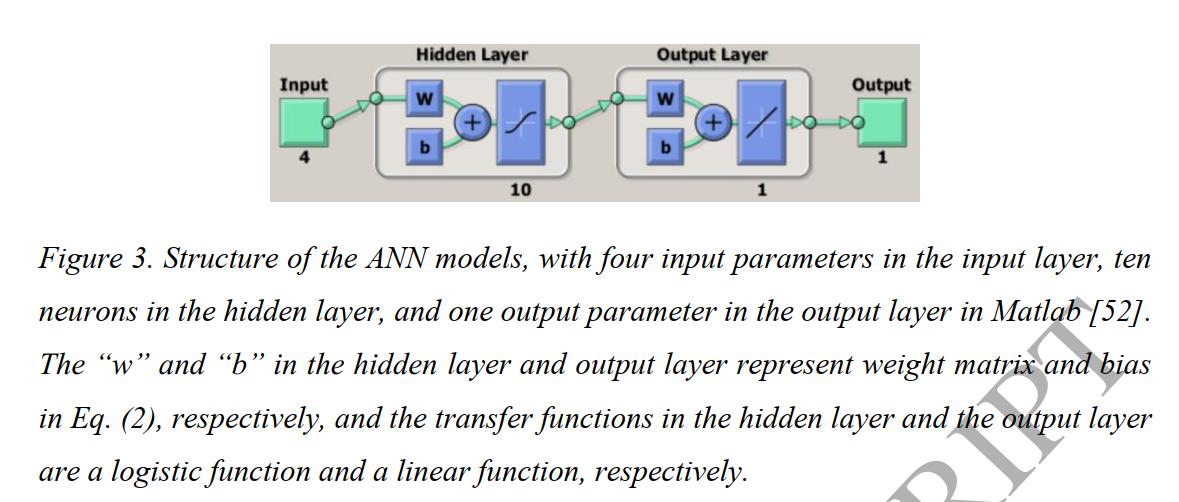 Hidden Layer Output Layer
Input Output
W W
b b
4 1
10 1
Figure 3. Structure of the ANN models, with four input parameters in the input layer, ten
neurons in the hidden layer, and one output parameter in the output layer in Matlab [52].
The “w” and “b” in the hidden layer and output layer represent weight matrix and bias
in Eq. (2), respectively, and the transfer functions in the hidden layer and the output layer
are a logistic function and a linear function, respectively.
RIPT